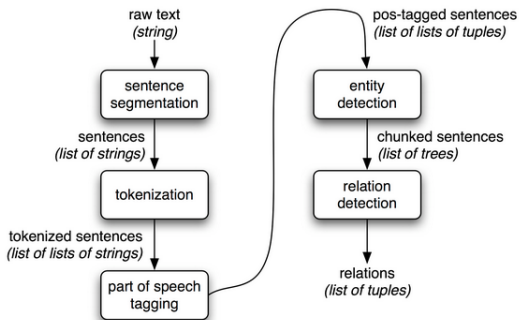 raw text
(string)
sentence
segmentation
sentences
(list of strings)
tokenization
tokenized sentences
(list of lists of strings)
part of speech
tagging
pos-tagged sentences
(list of lists of tuples)
entity
detection
chunked sentences
(list of trees)
relation
detection
relations
(list of tuples)